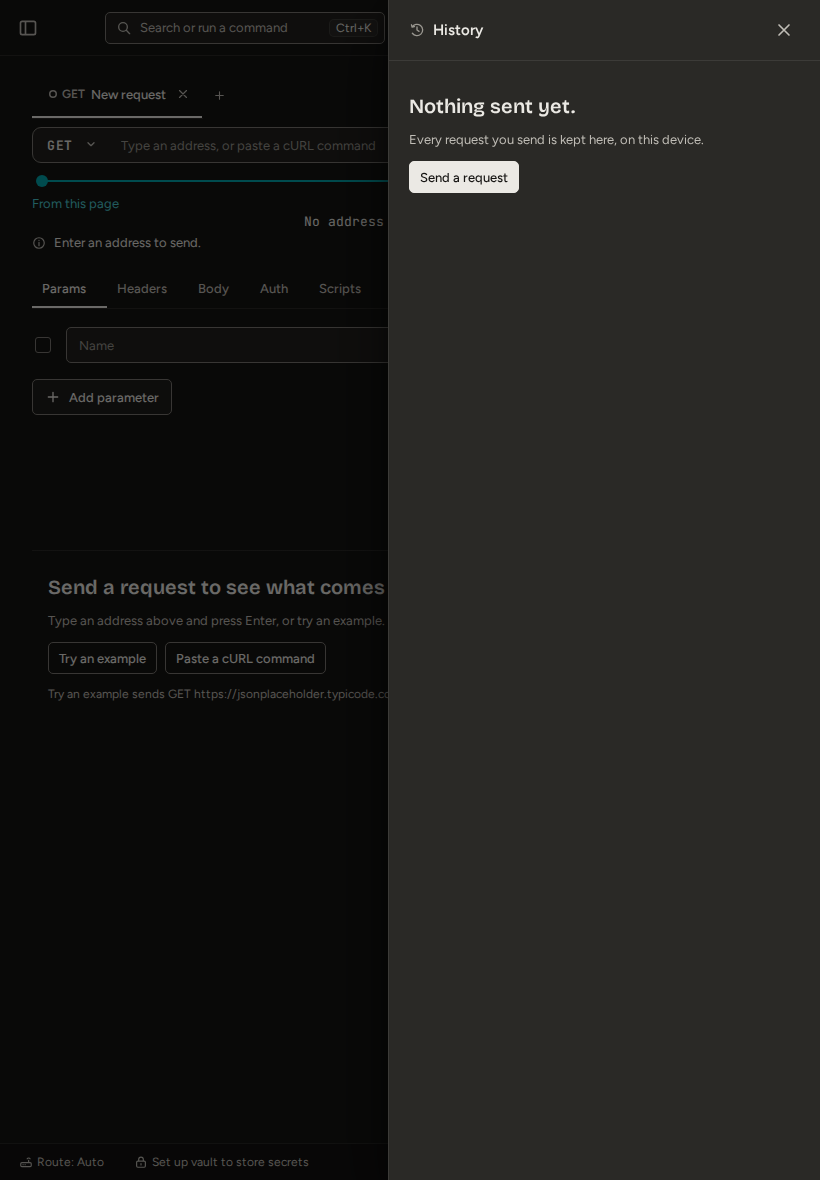 Search or run a command Ctrl+K
History
GET New request
Nothing sent yet.
GET Type an address, or paste a cURL command
Every request you send is kept here, on this device.
Send a request
From this page
No address
Enter an address to send.
Params Headers Body Auth Scripts
Name
Add parameter
Send a request to see what comes
Type an address above and press Enter, or try an example.
Try an example Paste a cURL command
Try an example sends GET https://jsonplaceholder.typicode.co
Route: Auto Set up vault to store secrets